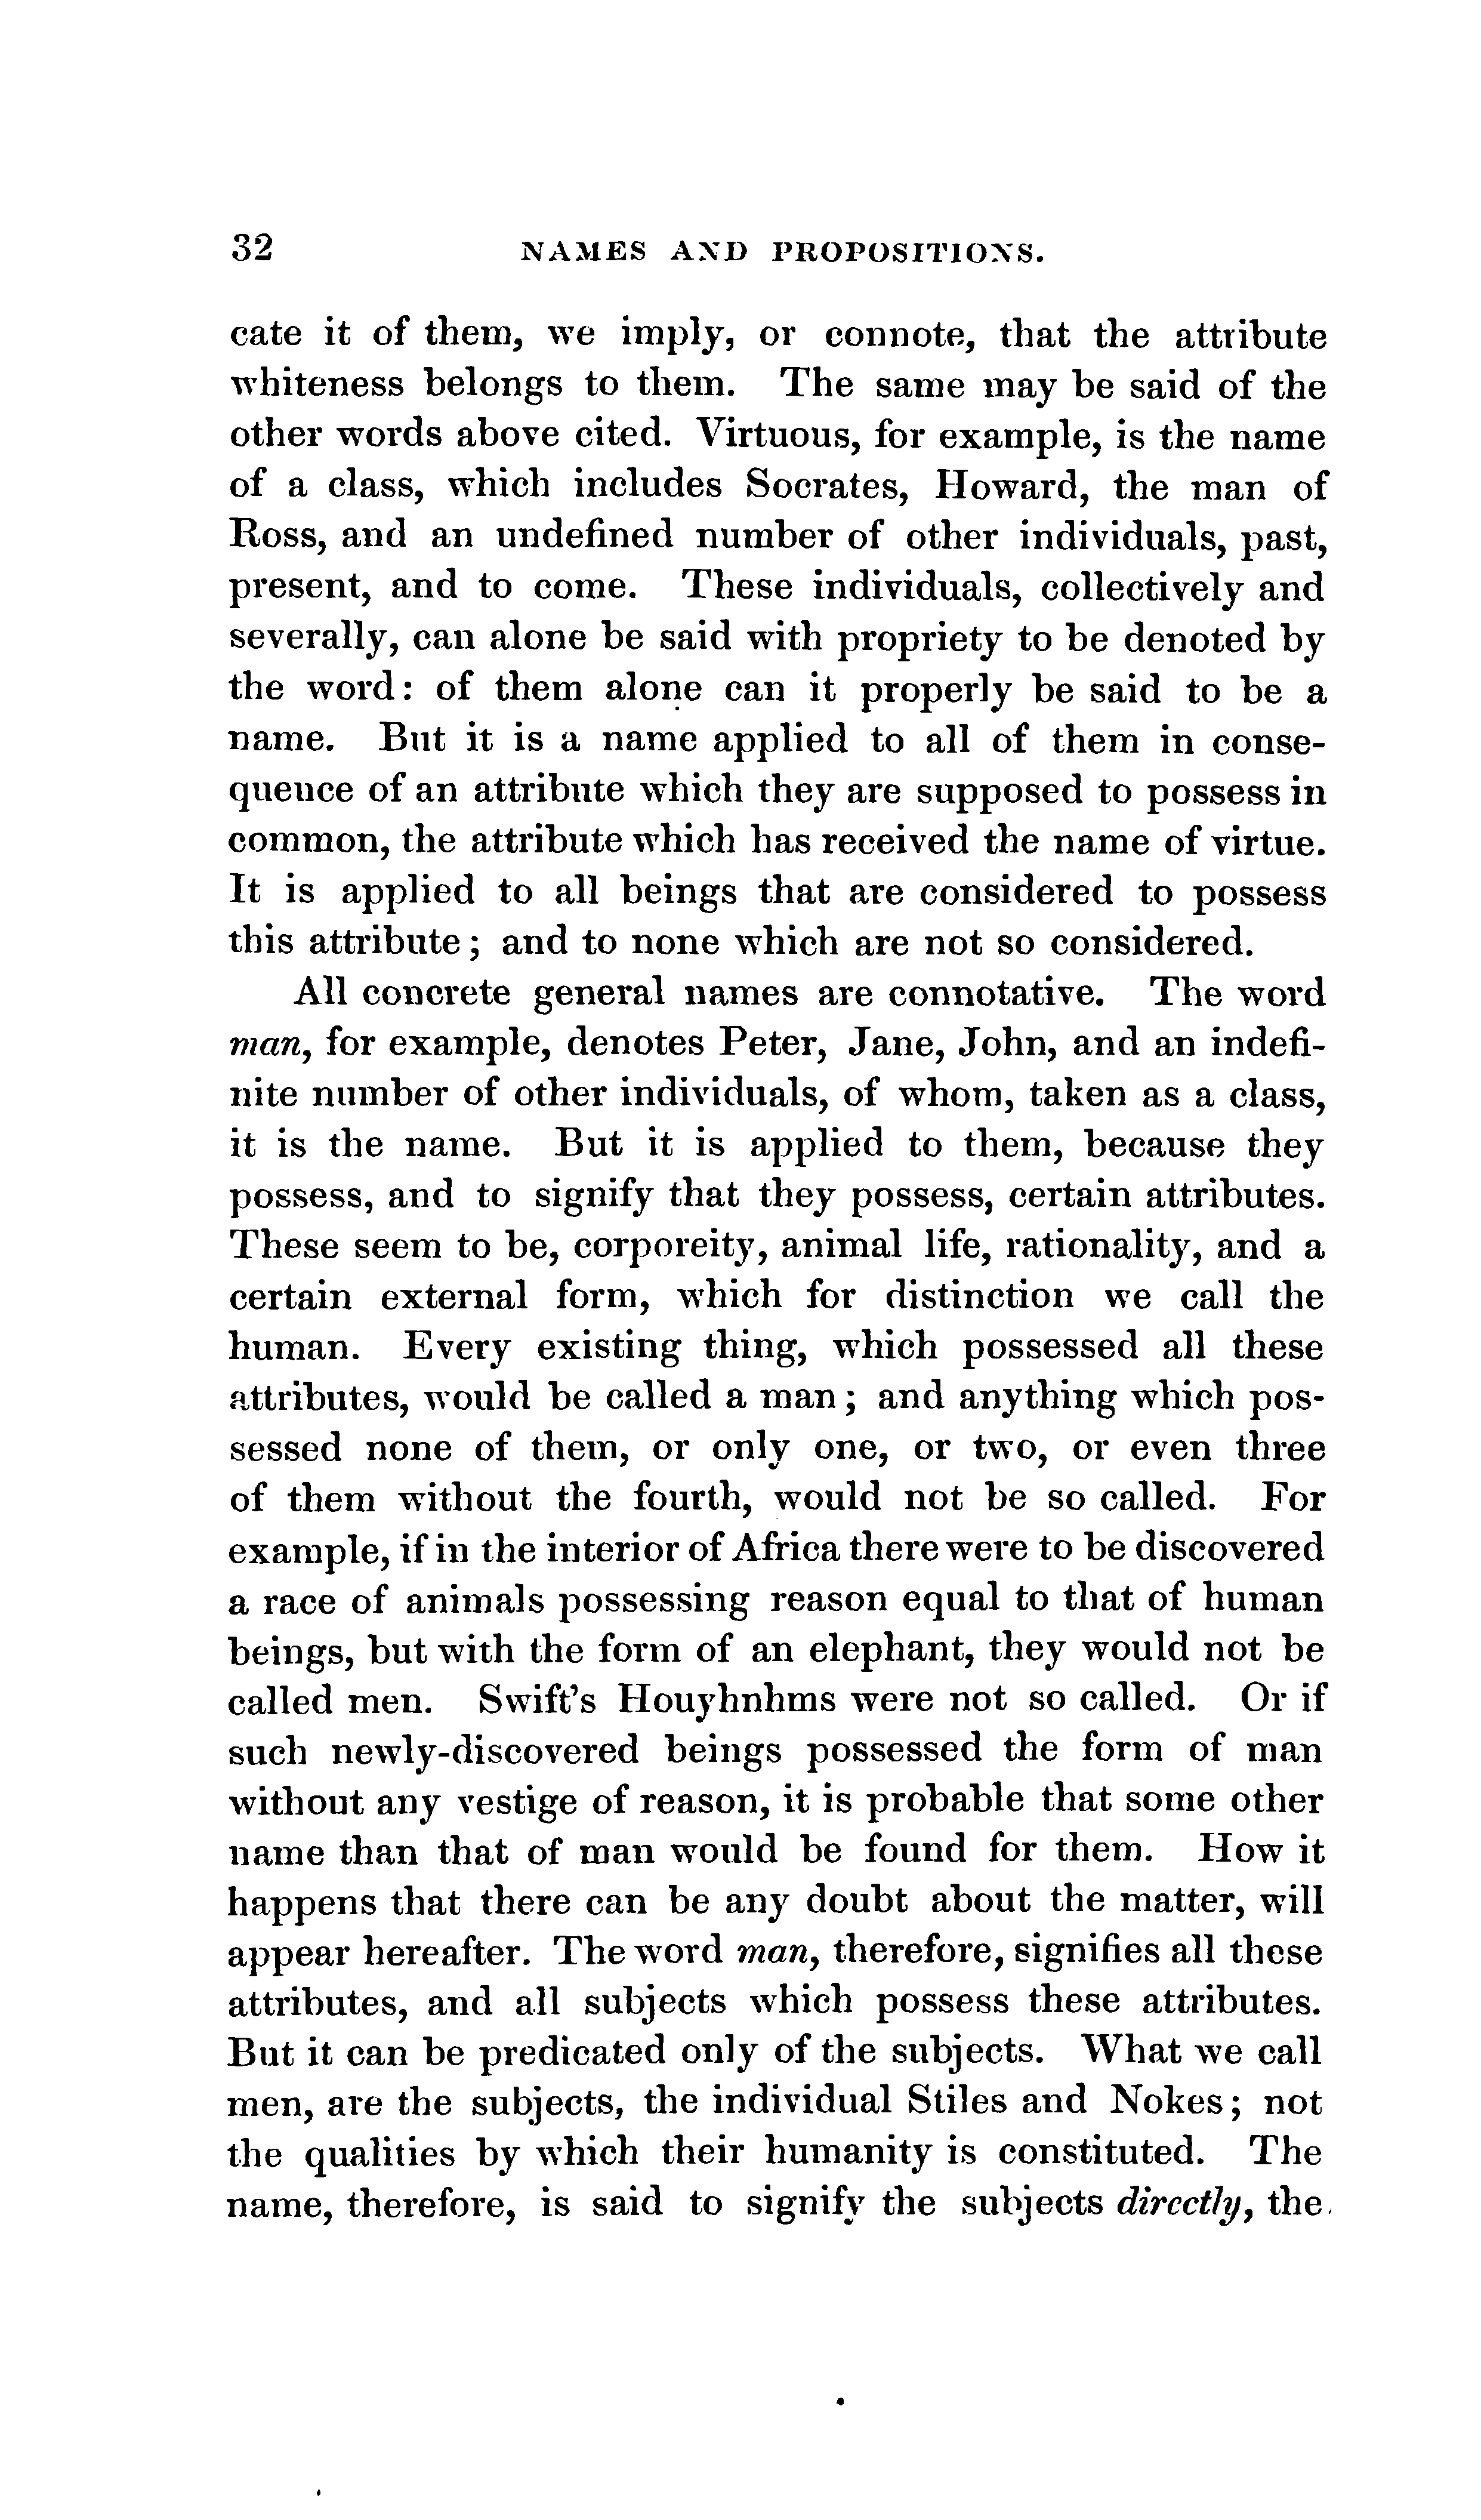 32 NAMES AND PROPOSITIONS.
cate it of them, we imply, or connote, that the attribute
whiteness belongs to them. The same may be said of the
other words above cited. Virtuous, for example, is the name
of a class, which includes Socrates, Howard, the man of
Ross, and an undefined number of other individuals, past,
present, and to come. These individuals, collectively and
severally, can alone be said with propriety to be denoted by
the word: of them alone can it properly be said to be a
name. But it is a name applied to all of them in conse-
quence of an attribute which they are supposed to possess in
common, the attribute which has received the name of virtue.
It is applied to all beings that are considered to possess
this attribute; and to none which are not so considered.
All concrete general names are connotative. The word
man, for example, denotes Peter, Jane, John, and an indefi-
nite number of other individuals, of whom, taken as a class,
it is the name. But it is applied to them, because they
possess, and to signify that they possess, certain attributes.
These seem to be, corporeity, animal life, rationality, and a
certain external form, which for distinction we call the
human. Every existing thing, which possessed all these
attributes, would be called a man; and anything which pos-
sessed none of them, or only one, or two, or even three
of them without the fourth, would not be so called. For
example, if in the interior of Africa there were to be discovered
a race of animals possessing reason equal to that of human
beings, but with the form of an elephant, they would not be
called men. Swift's Houyhnhms were not so called. Or if
such newly-discovered beings possessed the form of man
without any vestige of reason, it is probable that some other
name than that of man would be found for them. How it
happens that there can be any doubt about the matter, will
appear hereafter. The word man, therefore, signifies all these
attributes, and all subjects which possess these attributes.
But it can be predicated only of the subjects. What we call
men, are the subjects, the individual Stiles and Nokes; not
the qualities by which their humanity is constituted. The
name, therefore, is said to signify the subjects directly, the